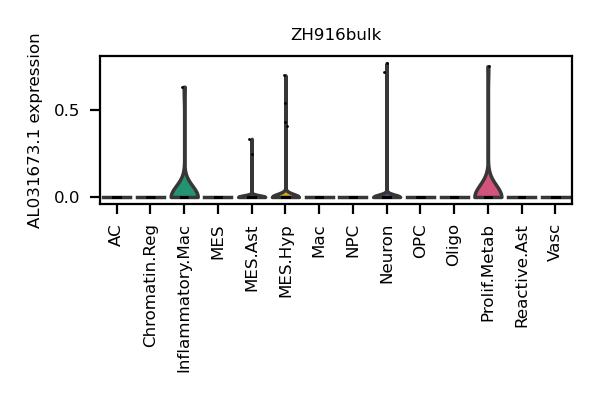 ZH916bulk
AL031673.1 expression
0.5
0.0
AC
Chromatin.Reg
Inflammatory.Mac
MES
MES.Ast
MES.Hyp
Mac
NPC
Neuron
OPC
Oligo
Prolif.Metab
Reactive.Ast
Vasc